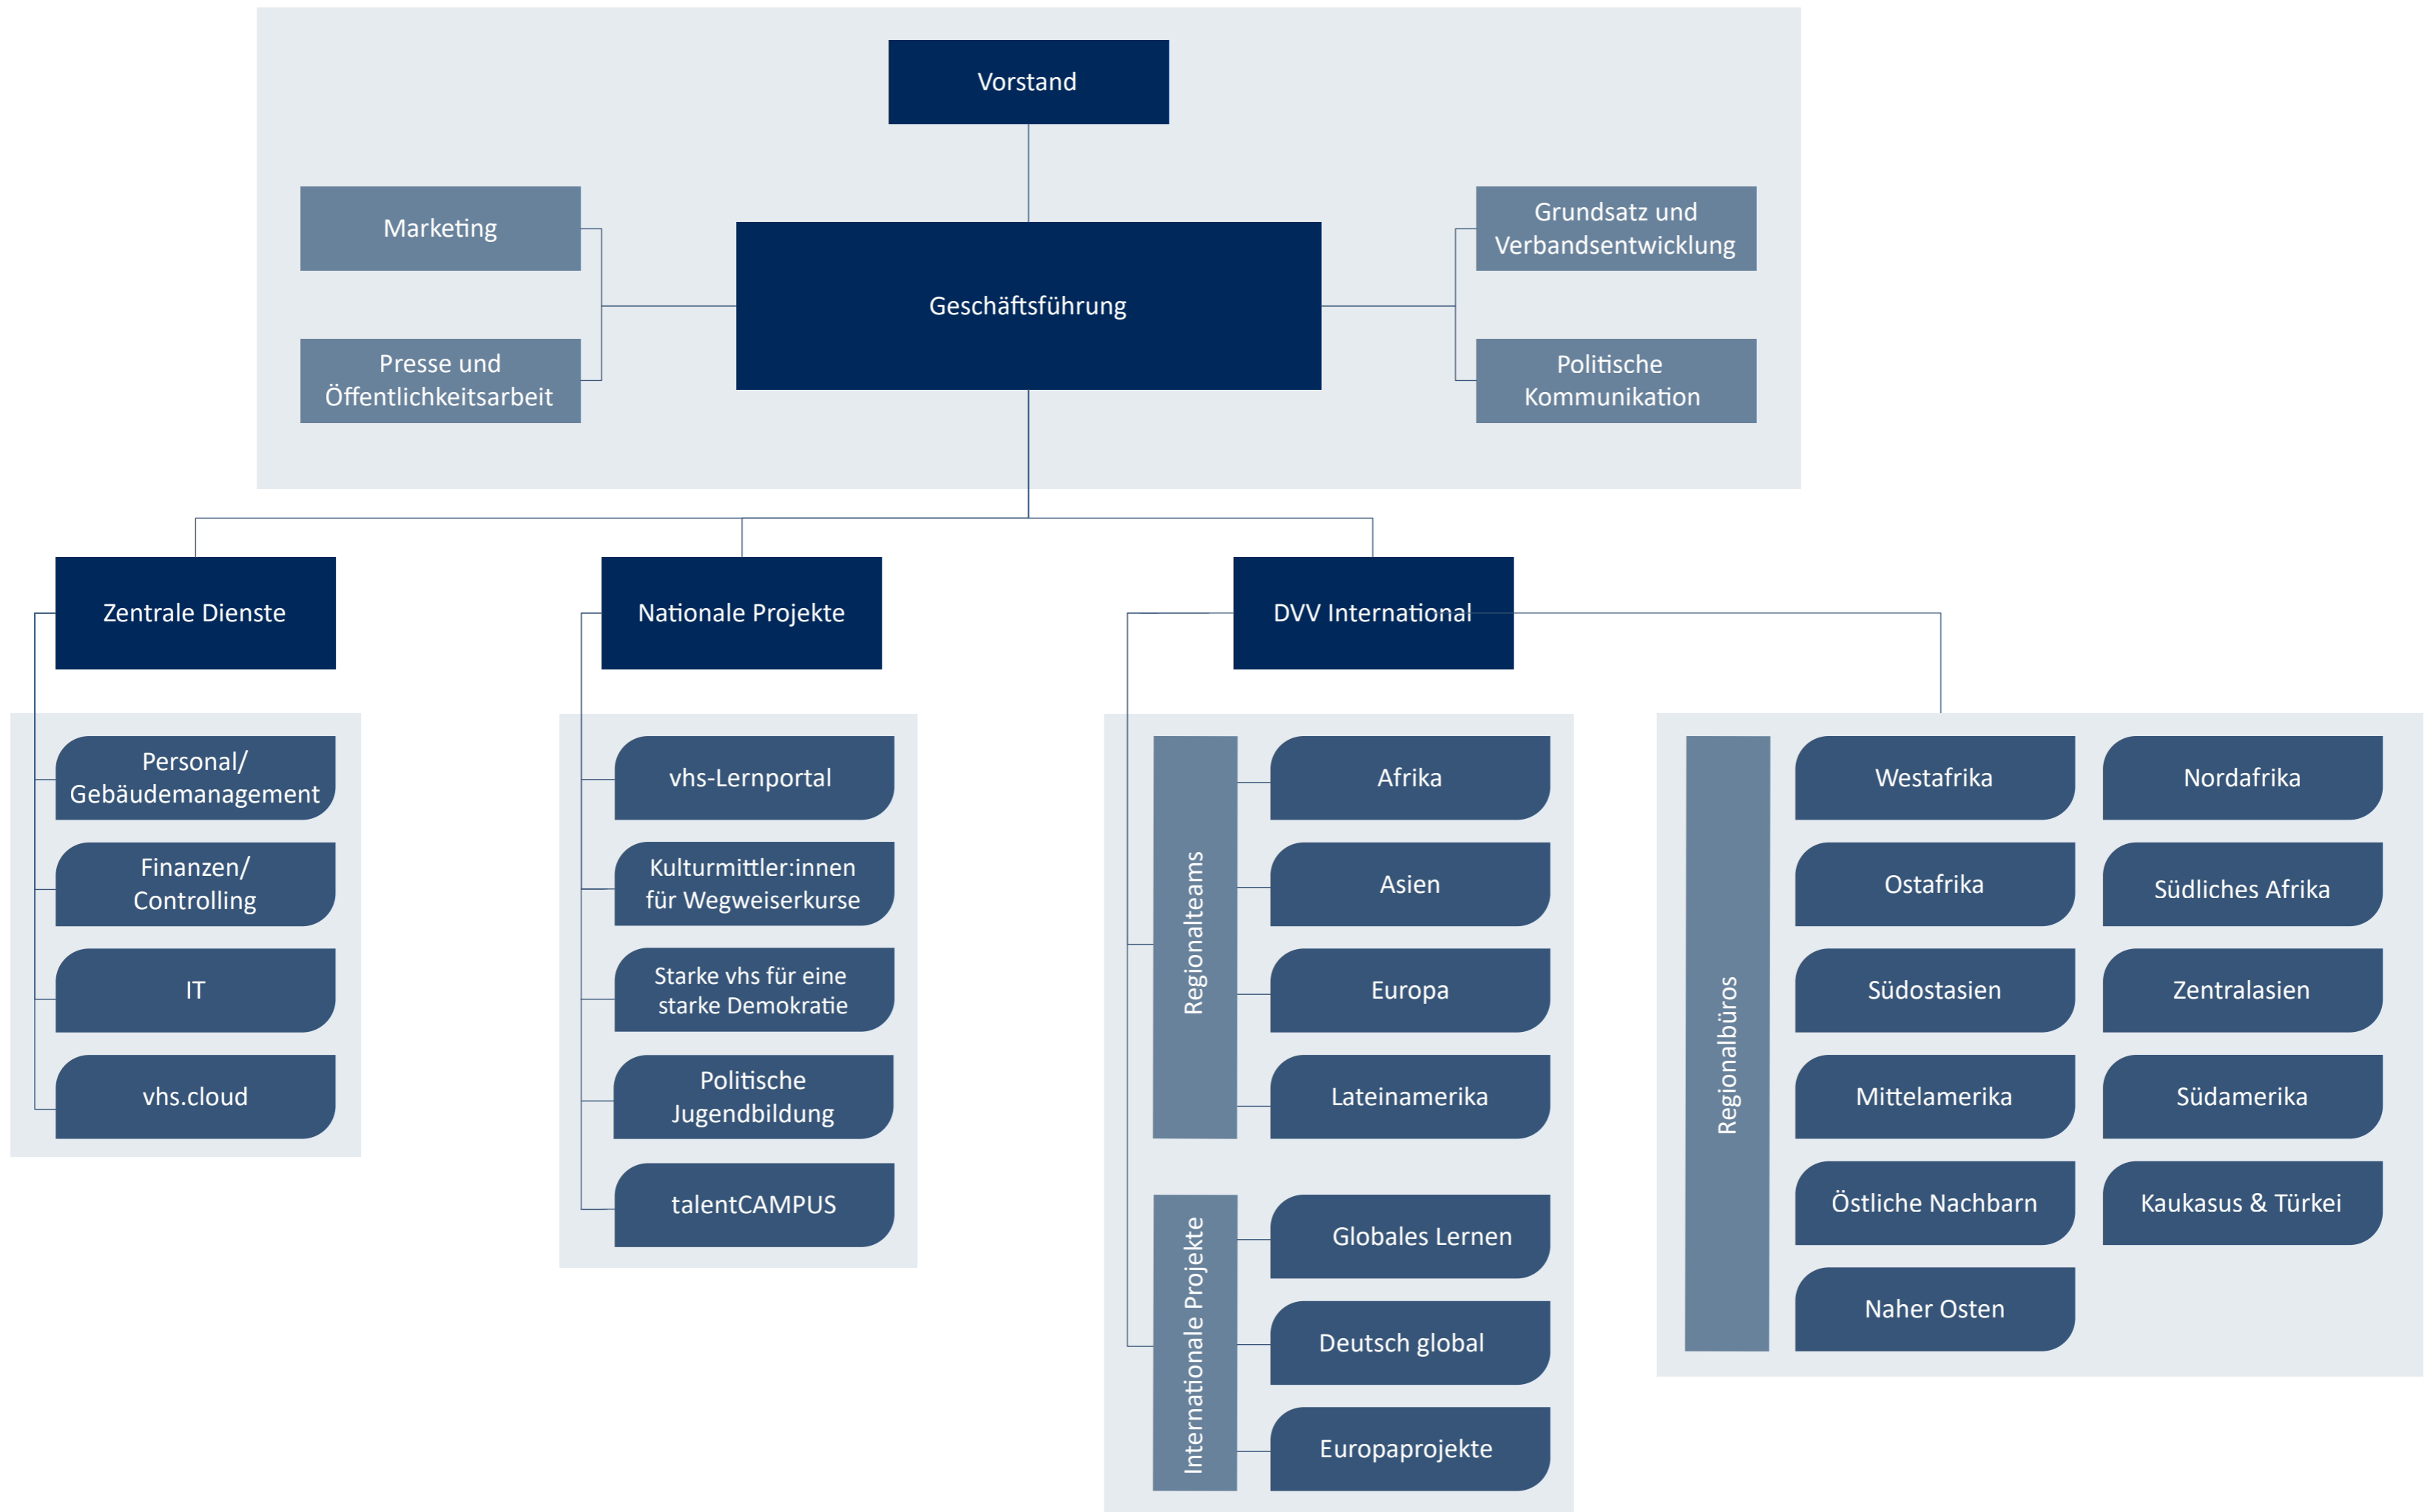 Vorstand
Marketing
Grundsatz und
Verbandsentwicklung
Geschäftsführung
Presse und
Öffentlichkeitsarbeit
Politische
Kommunikation
Zentrale Dienste
Nationale Projekte
DVV International
Personal/
Gebäudemanagement
Finanzen/
Controlling
IT
vhs.cloud
vhs-Lernportal
Kulturmittler:innen
für Wegweiserkurse
Starke vhs für eine
starke Demokratie
Politische
Jugendbildung
talentCAMPUS
Regionalteams
Afrika
Asien
Europa
Lateinamerika
Internationale Projekte
Globales Lernen
Deutsch global
Europaprojekte
Regionalbüros
Westafrika
Nordafrika
Ostafrika
Südliches Afrika
Südostasien
Zentralasien
Mittelamerika
Südamerika
Östliche Nachbarn
Kaukasus & Türkei
Naher Osten